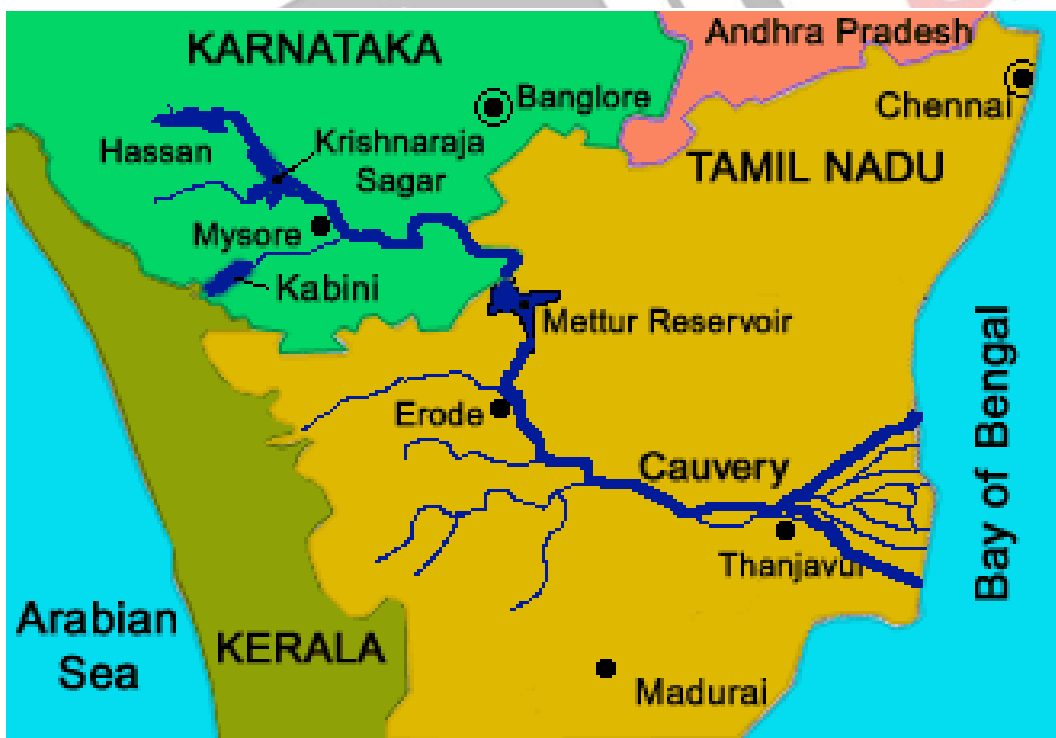 Andhra Pradesh
KARNATAKA
Banglore
Chennai
Krishnaraja
Sagar
Hassan
TAMIL NADU
Mysore
Kabini
Mettur Reservoir
Erode
Cauvery
Bay of Bengal
Thanjavur
Arabian
Sea
KERALA
Madurai